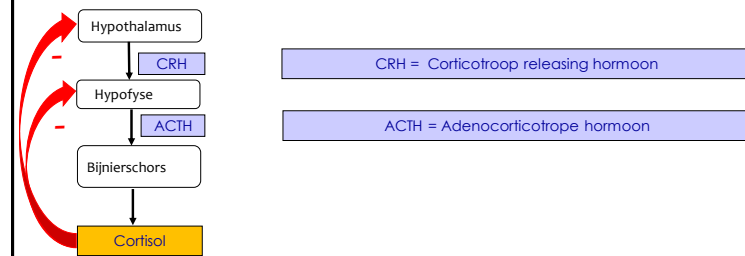 Hypothalamus
-
CRH
CRH = Corticotroop releasing hormoon
Hypofyse
-
ACTH
ACTH = Adenocorticotrope hormoon
Bijnierschors
Cortisol